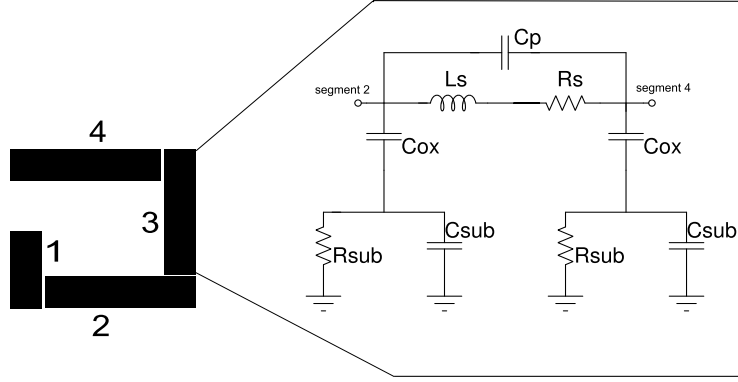 Cp
segment 2
Ls
Rs
segment 4
Cox
Cox
4
3
1
2
Rsub
Csub
Rsub
Csub